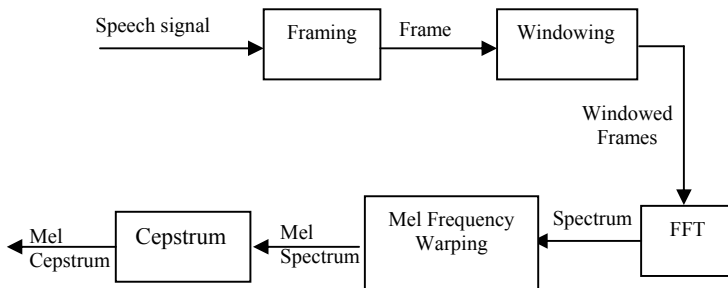 Speech signal
Framing
Frame
Windowing
Windowed
Frames
FFT
Spectrum
Mel Frequency
Warping
Mel
Spectrum
Cepstrum
Mel
Cepstrum